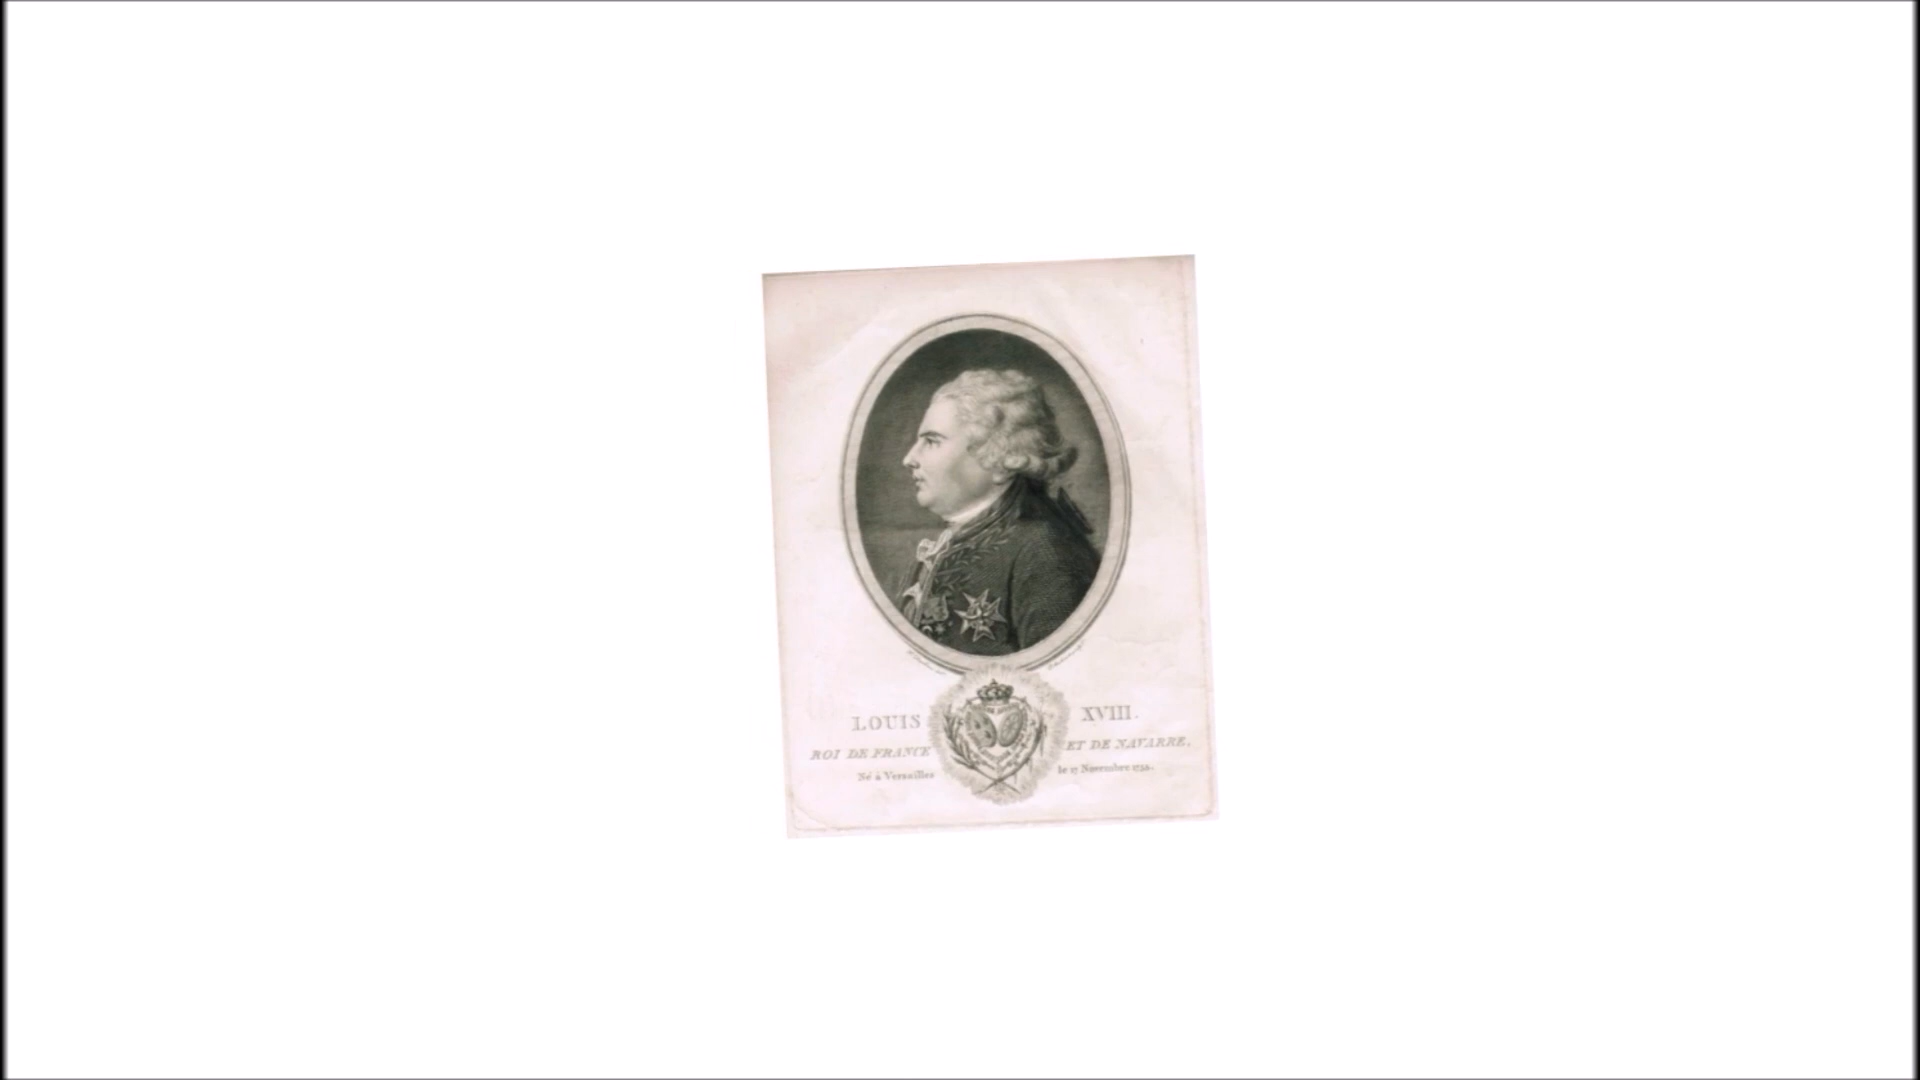 LOUIS XVIII.
ROI DE FRANCE ET DE NAVARRE,
Né à Versailles le 17 Novembre 1755.